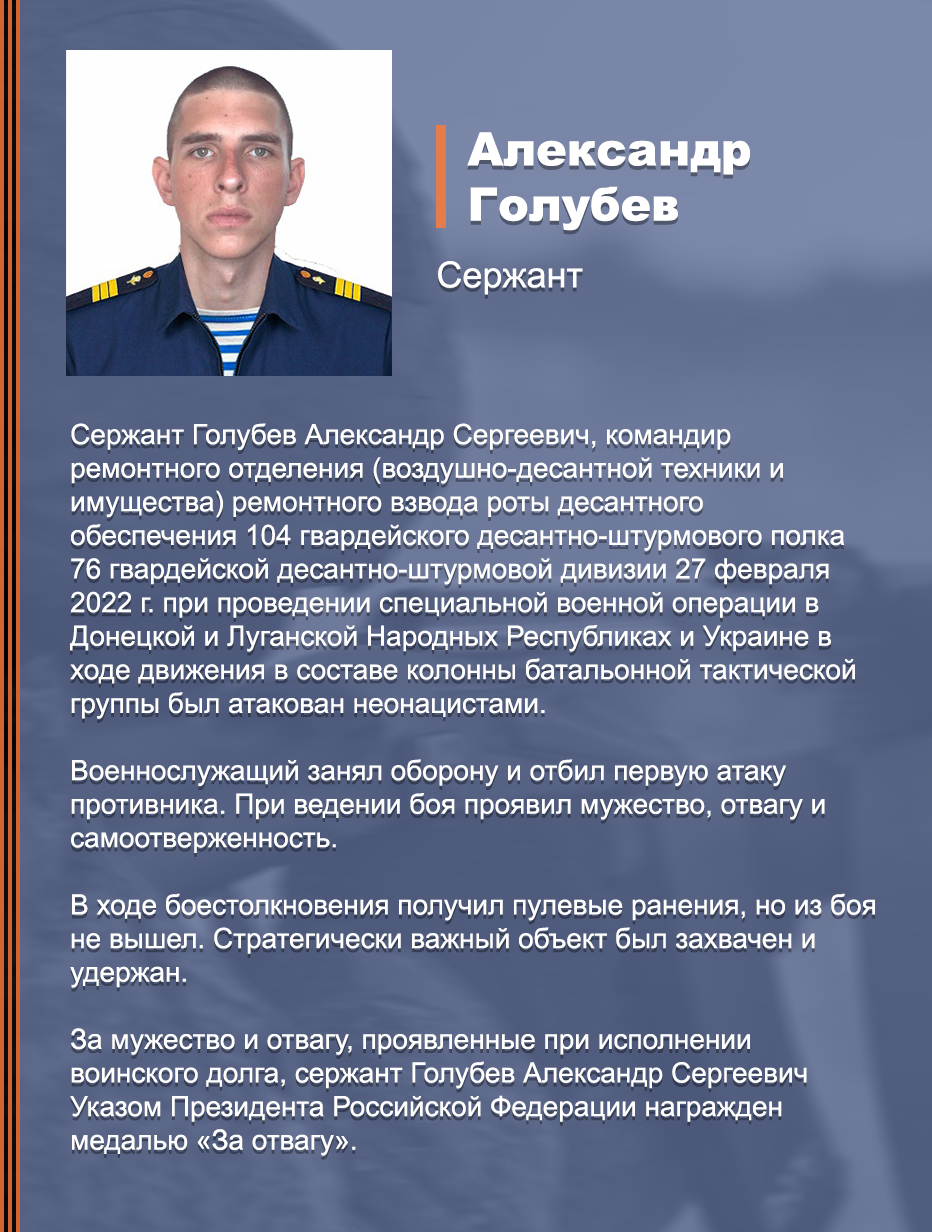 Александр
Голубев
Сержант
Сержант Голубев Александр Сергеевич, командир
ремонтного отделения (воздушно-десантной техники и
имущества) ремонтного взвода роты десантного
обеспечения 104 гвардейского десантно-штурмового полка
76 гвардейской десантно-штурмовой дивизии 27 февраля
2022 г. при проведении специальной военной операции в
Донецкой и Луганской Народных Республиках и Украине в
ходе движения в составе колонны батальонной тактической
группы был атакован неонацистами.
Военнослужащий занял оборону и отбил первую атаку
противника. При ведении боя проявил мужество, отвагу и
самоотверженность.
В ходе боестолкновения получил пулевые ранения, но из боя
не вышел. Стратегически важный объект был захвачен и
удержан.
За мужество и отвагу, проявленные при исполнении
воинского долга, сержант Голубев Александр Сергеевич
Указом Президента Российской Федерации награжден
медалью «За отвагу».